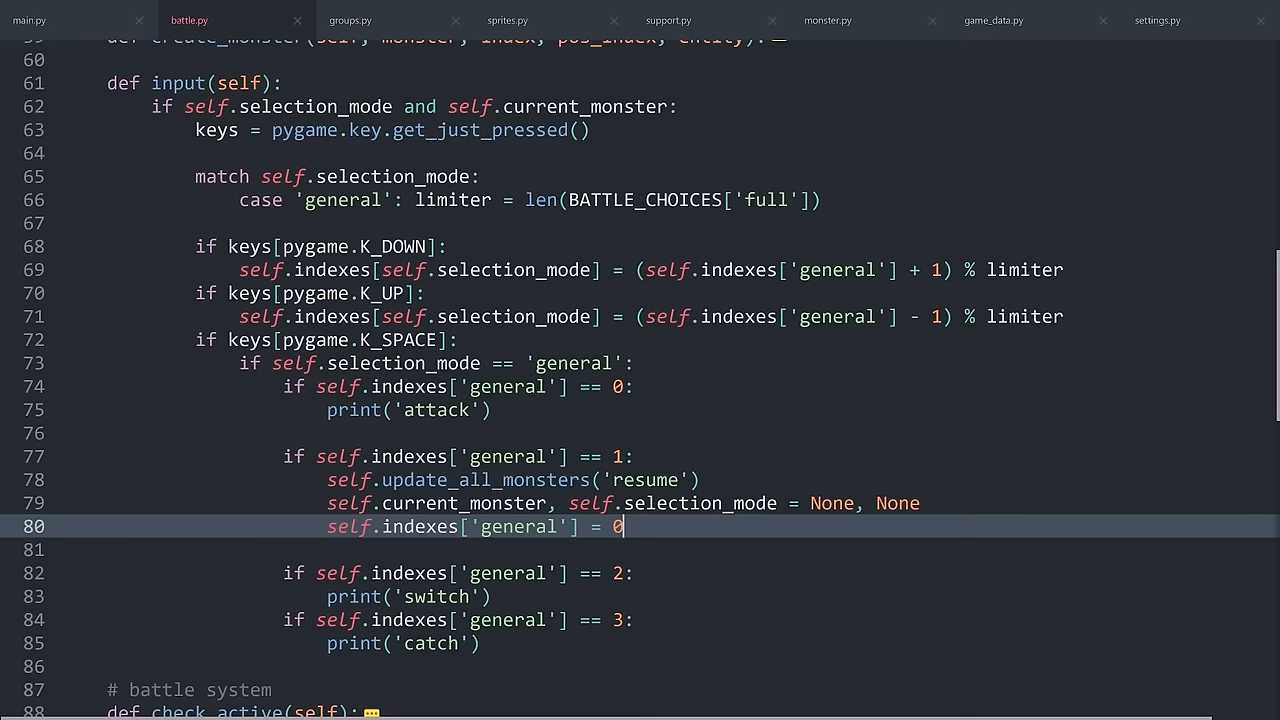 main.py
battle.py
groups.py
sprites.py
support.py
monster.py
game_data.py
settings.py
59 def create_monster(self, monster, index, pos_index, entity):
60
61 def input(self):
62 if self.selection_mode and self.current_monster:
63 keys = pygame.key.get_just_pressed()
64
65 match self.selection_mode:
66 case 'general': limiter = len(BATTLE_CHOICES['full'])
67
68 if keys[pygame.K_DOWN]:
69 self.indexes[self.selection_mode] = (self.indexes['general'] + 1) % limiter
70 if keys[pygame.K_UP]:
71 self.indexes[self.selection_mode] = (self.indexes['general'] - 1) % limiter
72 if keys[pygame.K_SPACE]:
73 if self.selection_mode == 'general':
74 if self.indexes['general'] == 0:
75 print('attack')
76
77 if self.indexes['general'] == 1:
78 self.update_all_monsters('resume')
79 self.current_monster, self.selection_mode = None, None
80 self.indexes['general'] = 0
81
82 if self.indexes['general'] == 2:
83 print('switch')
84 if self.indexes['general'] == 3:
85 print('catch')
86
87 # battle system
88 def check_active(self):